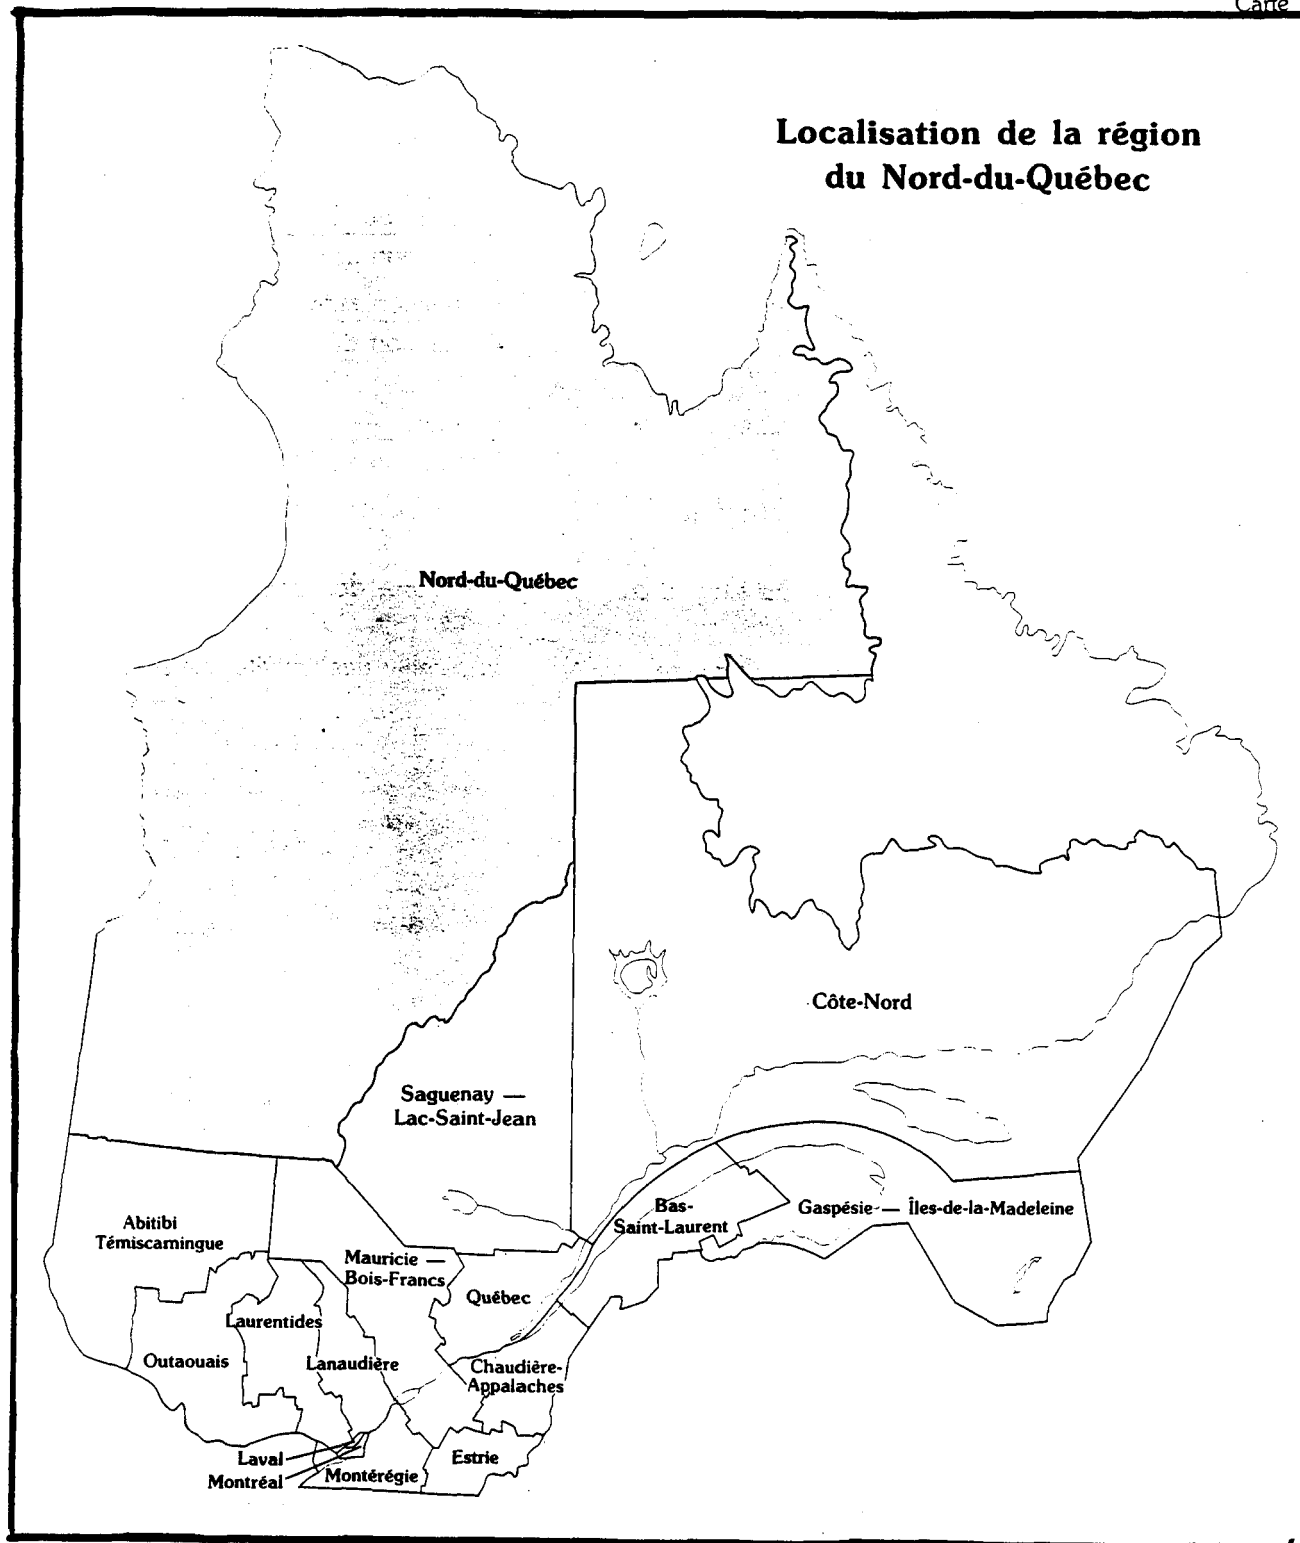 Carte
Localisation de la région
du Nord-du-Québec
Nord-du-Québec
Côte-Nord
Saguenay —
Lac-Saint-Jean
Bas-
Saint-Laurent
Gaspésie — Îles-de-la-Madeleine
Abitibi
Témiscamingue
Mauricie —
Bois-Francs
Québec
Laurentides
Outaouais
Lanaudière
Chaudière-
Appalaches
Laval
Montréal
Montérégie
Estrie